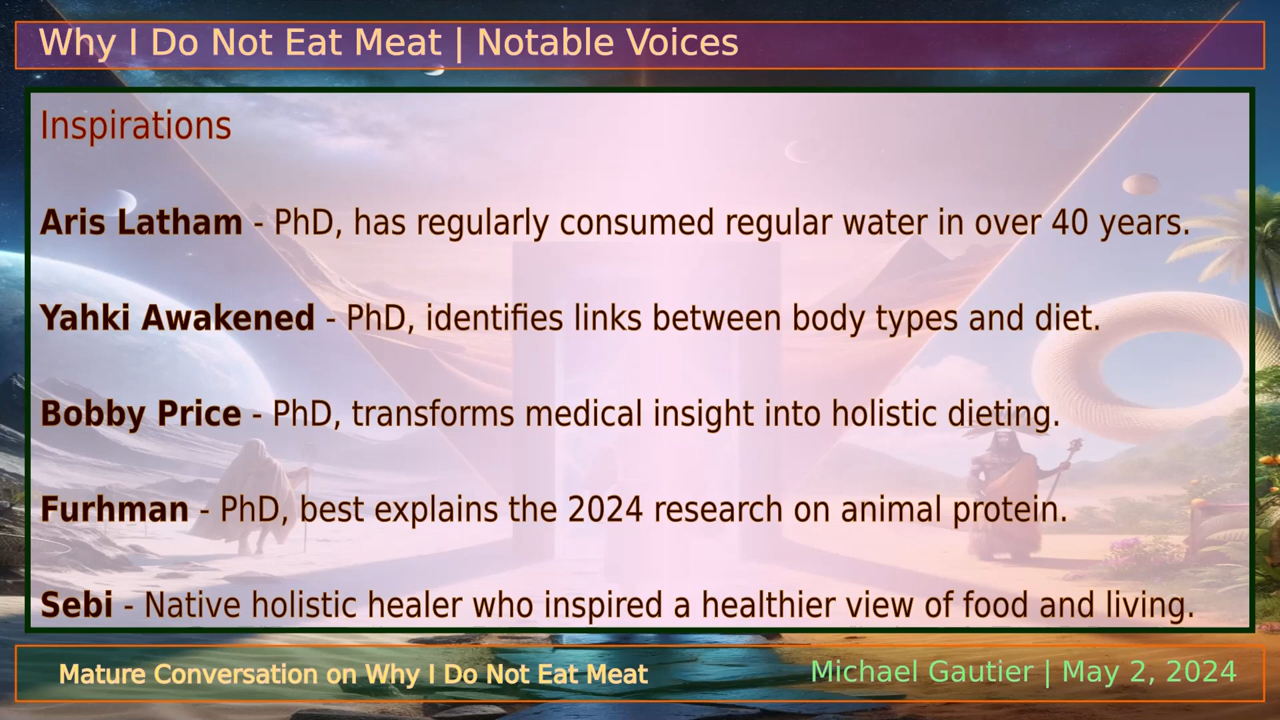 Why I Do Not Eat Meat | Notable Voices
Inspirations
Aris Latham - PhD, has regularly consumed regular water in over 40 years.
Yahki Awakened - PhD, identifies links between body types and diet.
Bobby Price - PhD, transforms medical insight into holistic dieting.
Furhman - PhD, best explains the 2024 research on animal protein.
Sebi - Native holistic healer who inspired a healthier view of food and living.
Mature Conversation on Why I Do Not Eat Meat
Michael Gautier | May 2, 2024